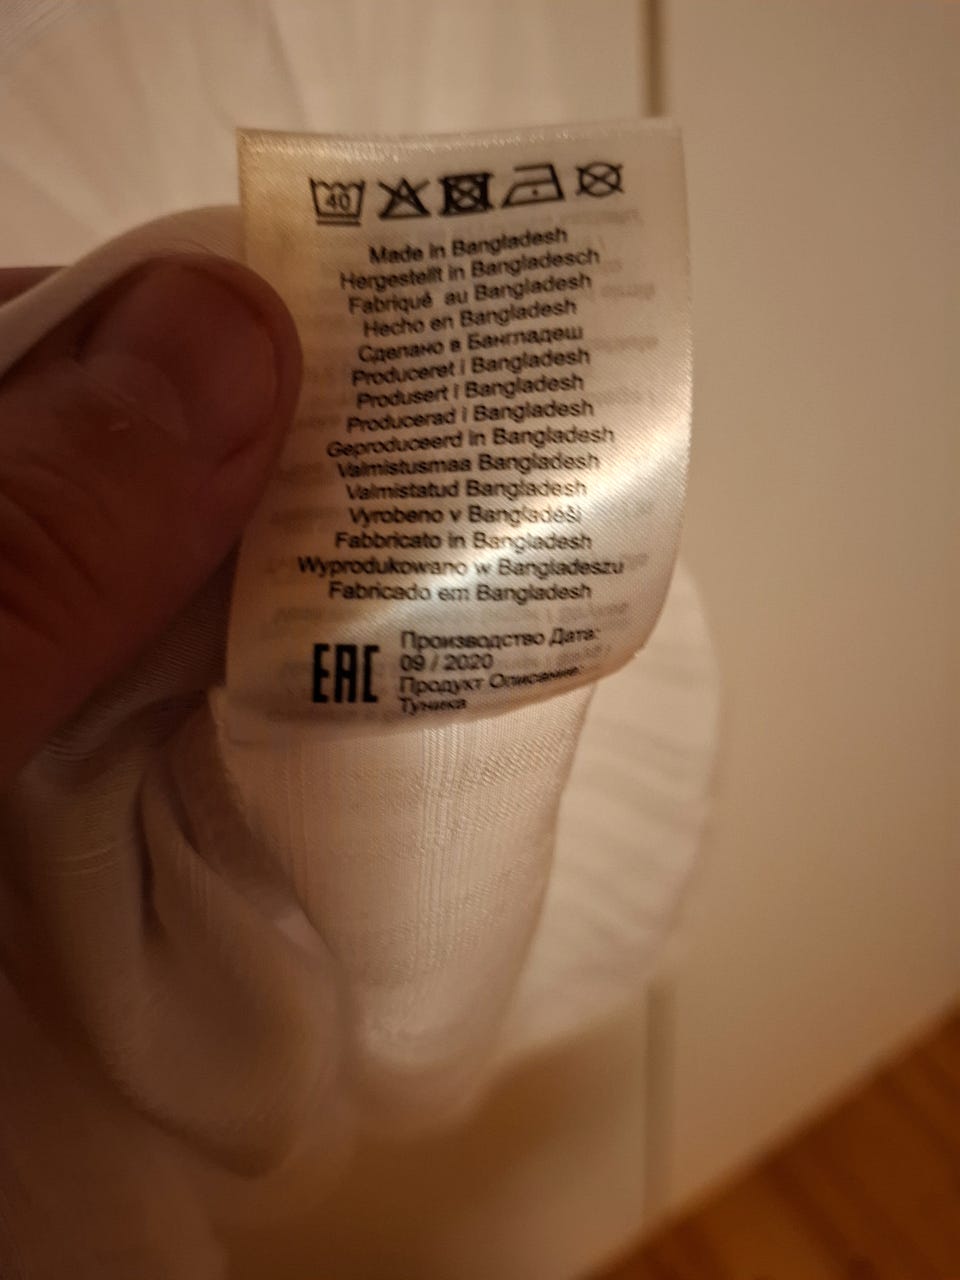 40
Made in Bangladesh
Hergestellt in Bangladesch
Fabriqué au Bangladesh
Hecho en Bangladesh
Сделано в Бангладеш
Produceret i Bangladesh
Produsert i Bangladesh
Producerad i Bangladesh
Geproduceerd in Bangladesh
Valmistusmaa Bangladesh
Valmistatud Bangladesh
Vyrobeno v Bangladéši
Fabbricato in Bangladesh
Wyprodukowano w Bangladeszu
Fabricado em Bangladesh
EAC
Производство Дата:
09 / 2020
Продукт Описание:
Туника